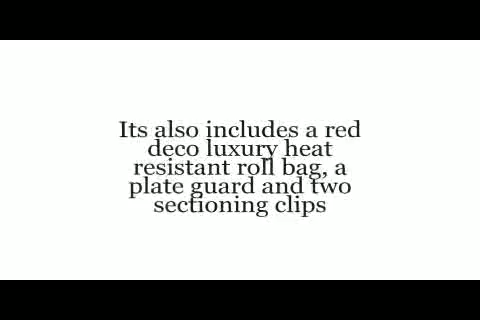 Its also includes a red
deco luxury heat
resistant roll bag, a
plate guard and two
sectioning clips